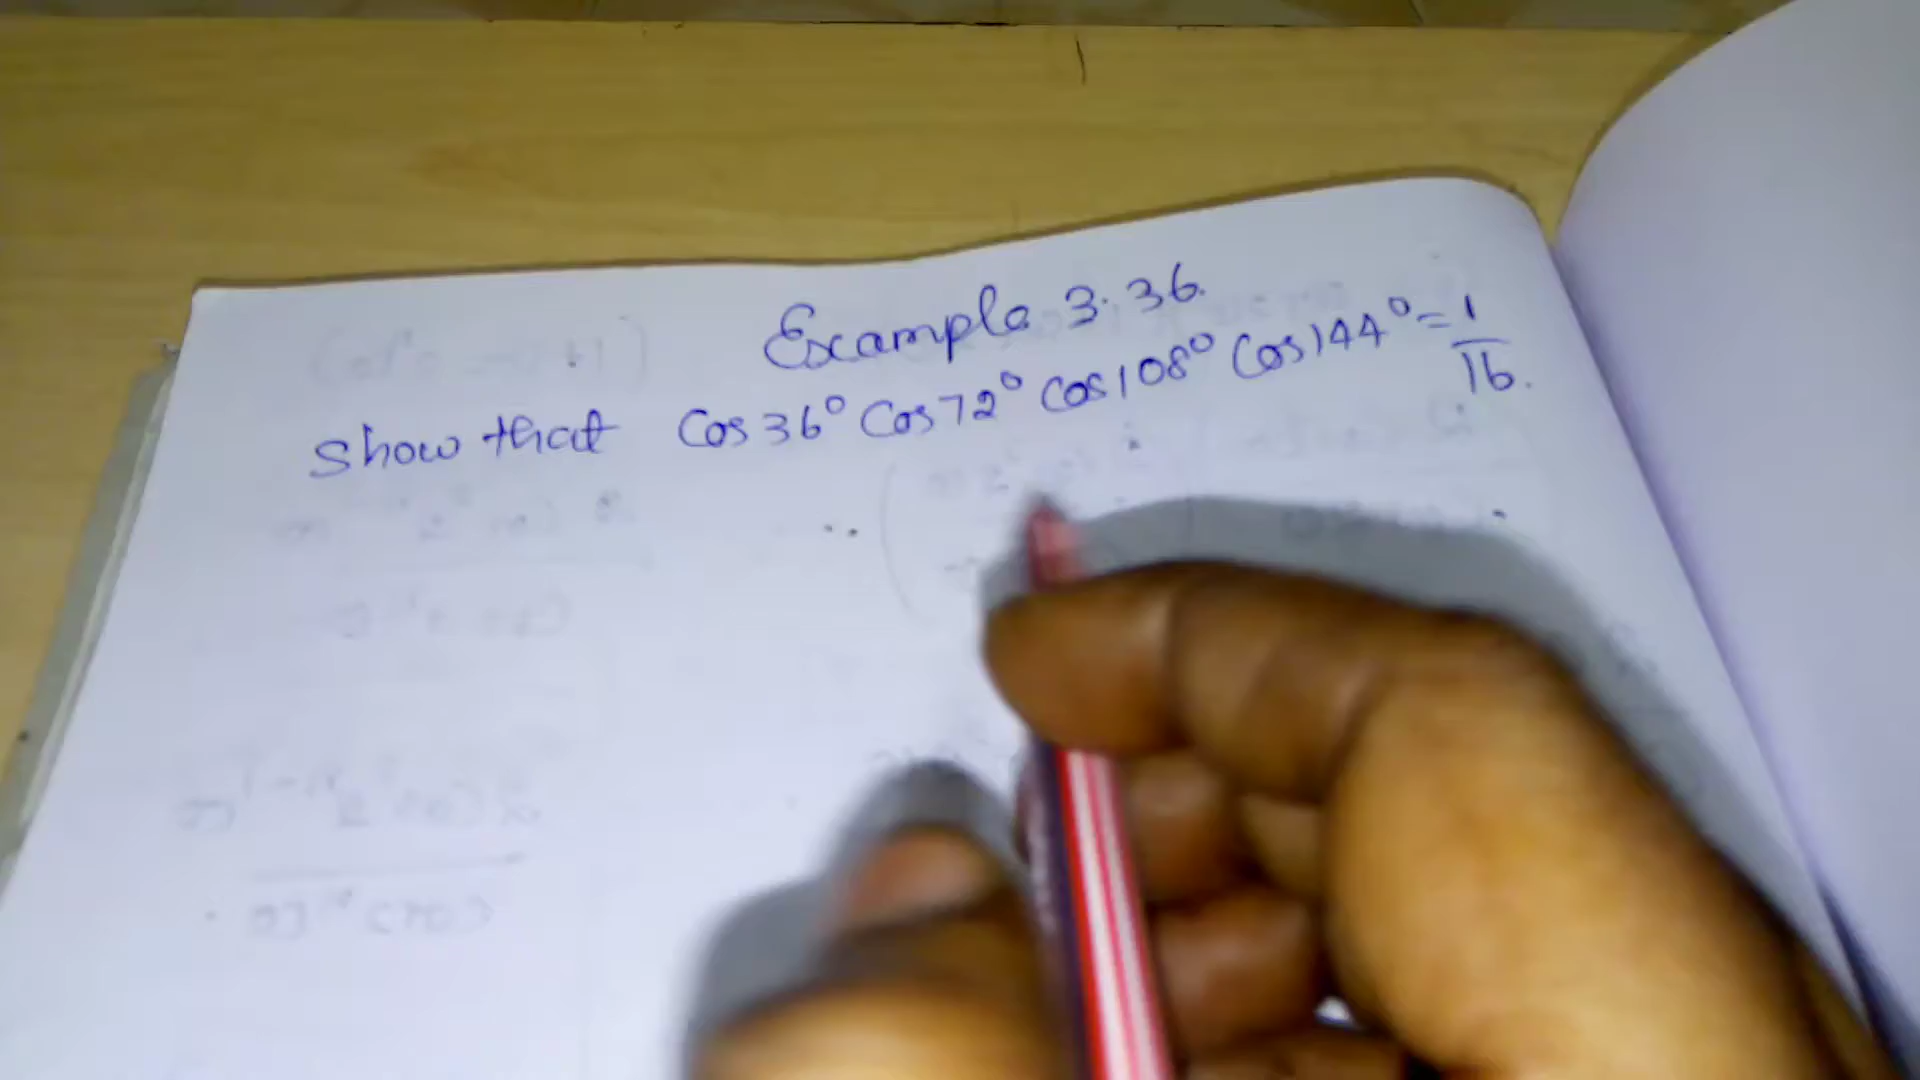 Example 3.36.
Show that Cos 36° Cos 72° Cos 108° Cos 144° = 1/16.